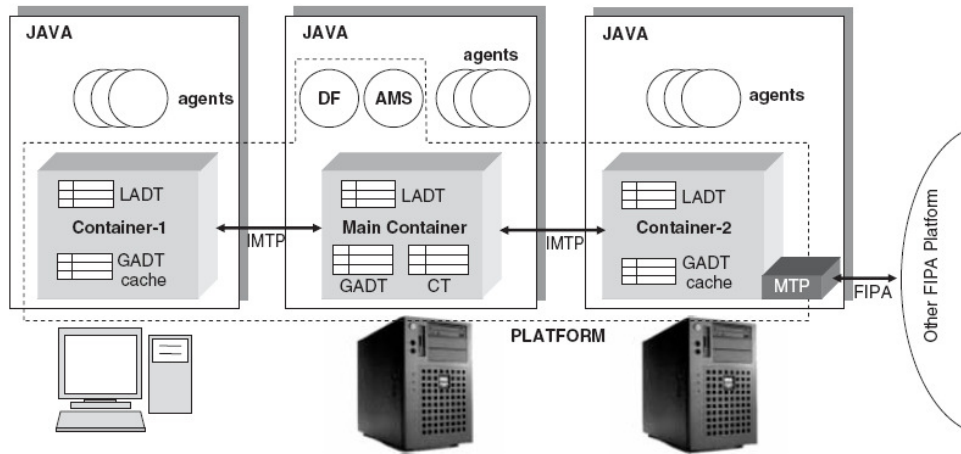 JAVA
agents
LADT
Container-1
GADT
cache
IMTP
JAVA
DF
AMS
agents
LADT
Main Container
GADT
CT
IMTP
JAVA
agents
LADT
Container-2
GADT
cache
MTP
FIPA
Other FIPA Platform
PLATFORM